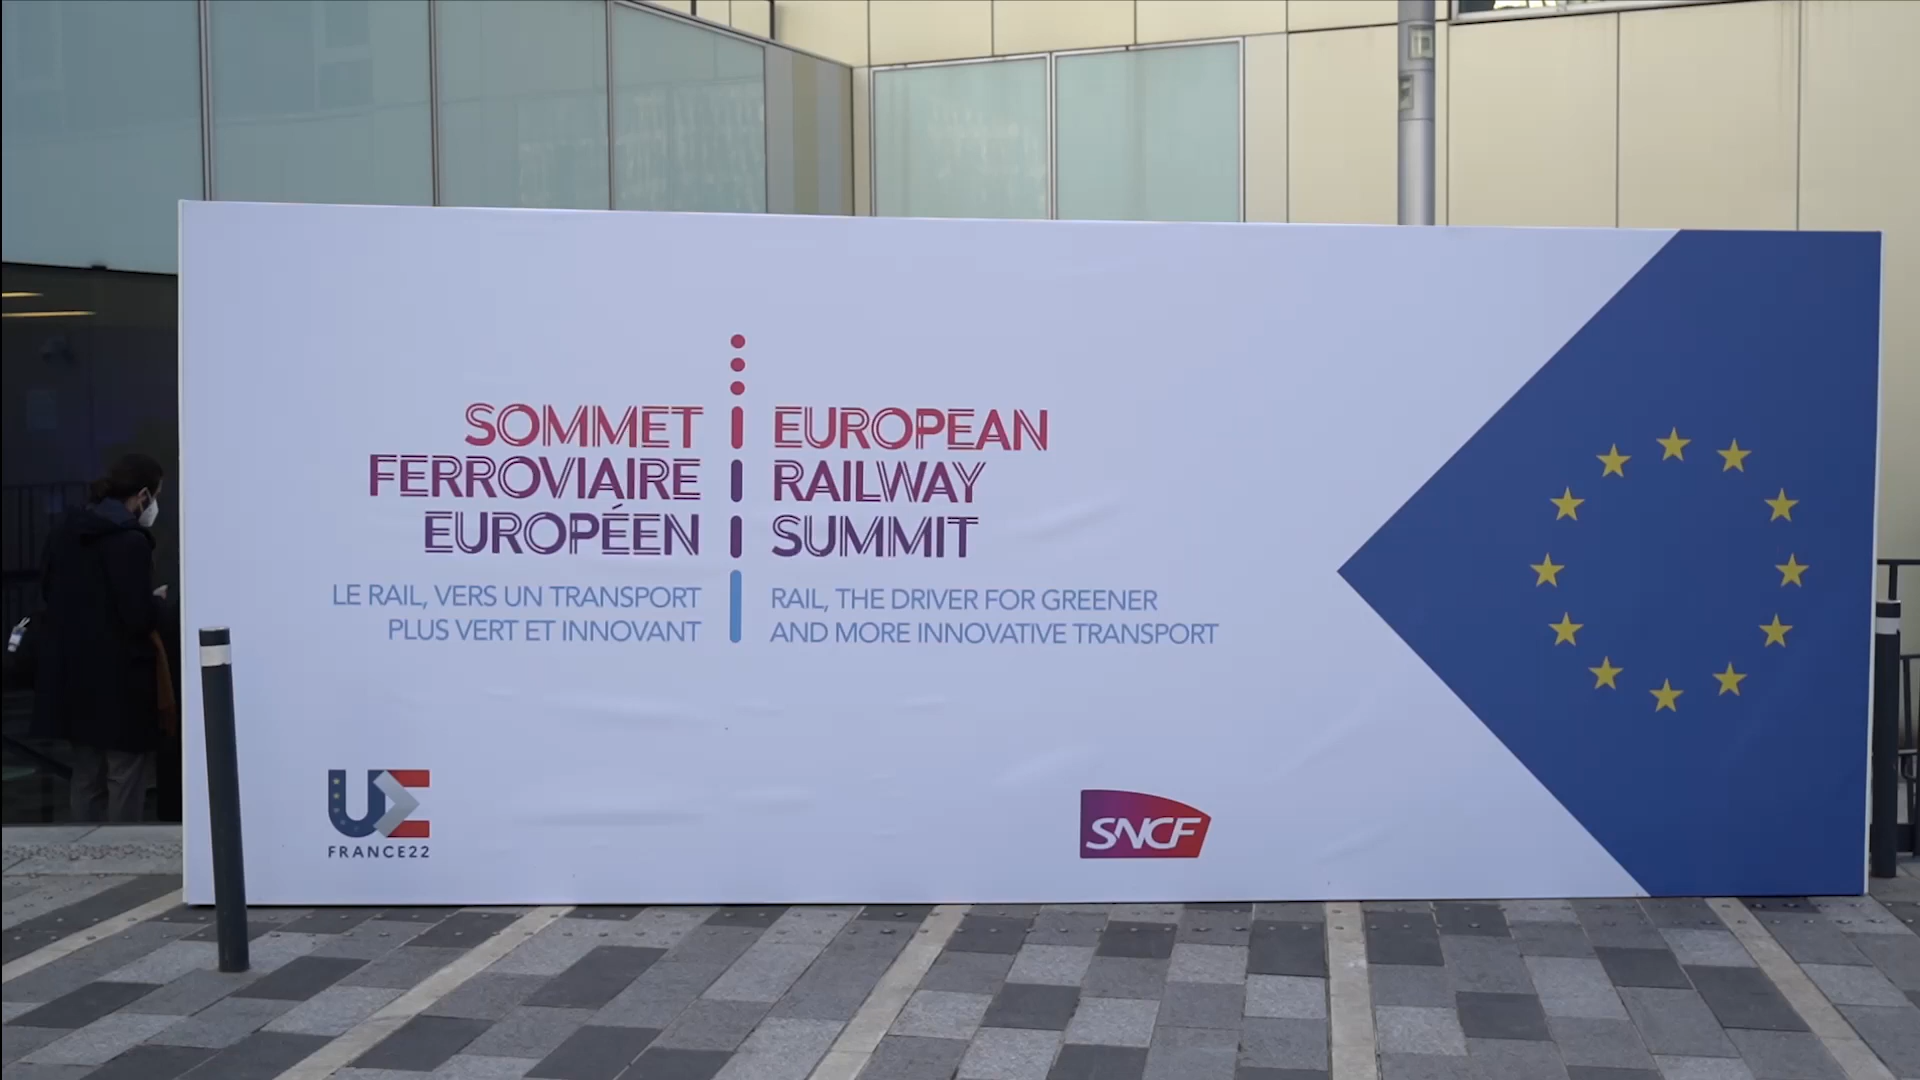 SOMMET
FERROVIAIRE
EUROPÉEN
LE RAIL, VERS UN TRANSPORT
PLUS VERT ET INNOVANT
EUROPEAN
RAILWAY
SUMMIT
RAIL, THE DRIVER FOR GREENER
AND MORE INNOVATIVE TRANSPORT
UE
FRANCE22
SNCF